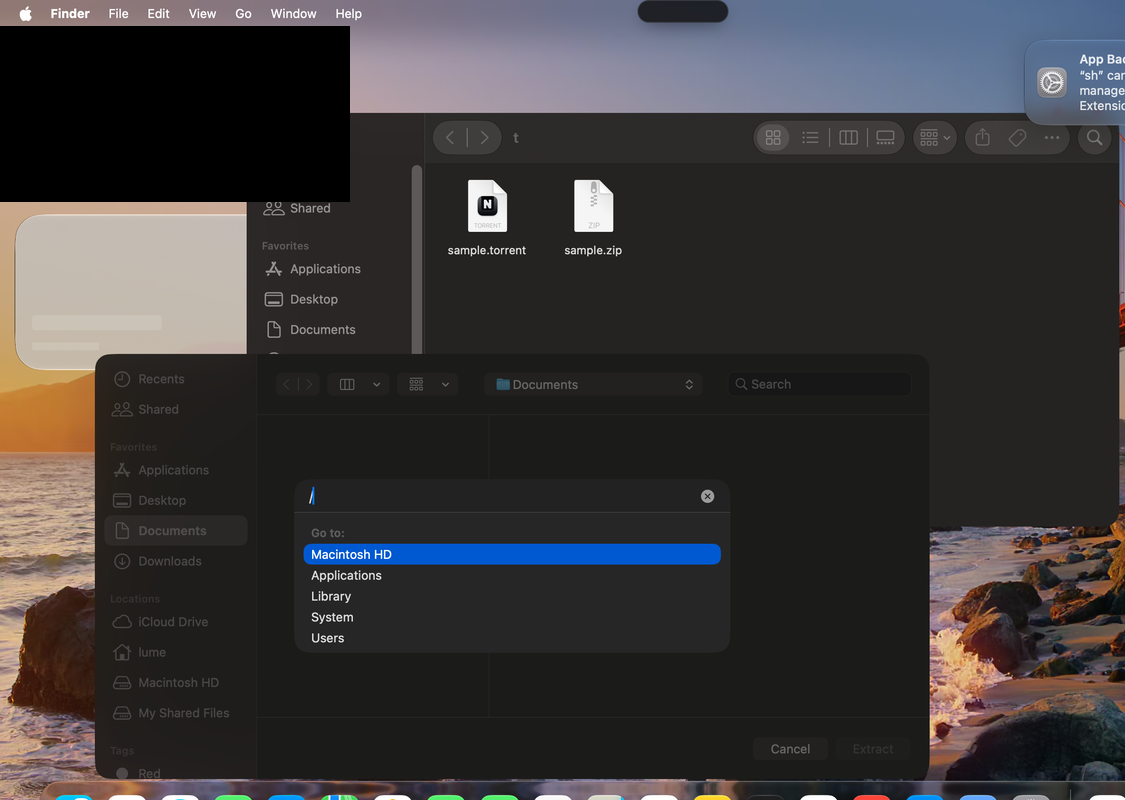 Finder File Edit View Go Window Help
App Bac
“sh” can
manage
Extensio
t
Shared
Favorites
Applications
Desktop
Documents
N
TORRENT
ZIP
sample.torrent
sample.zip
Recents
Shared
Favorites
Applications
Desktop
Documents
Downloads
Locations
iCloud Drive
lume
Macintosh HD
My Shared Files
Tags
Red
Documents
Search
/
Go to:
Macintosh HD
Applications
Library
System
Users
Cancel
Extract